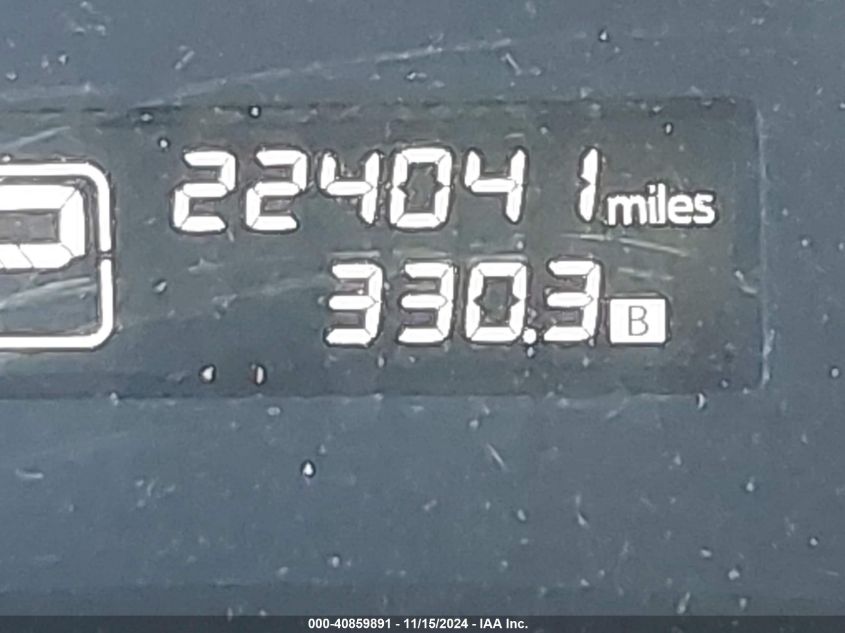 224041 miles
P
330.3 B
000-40859891 - 11/15/2024 - IAA Inc.